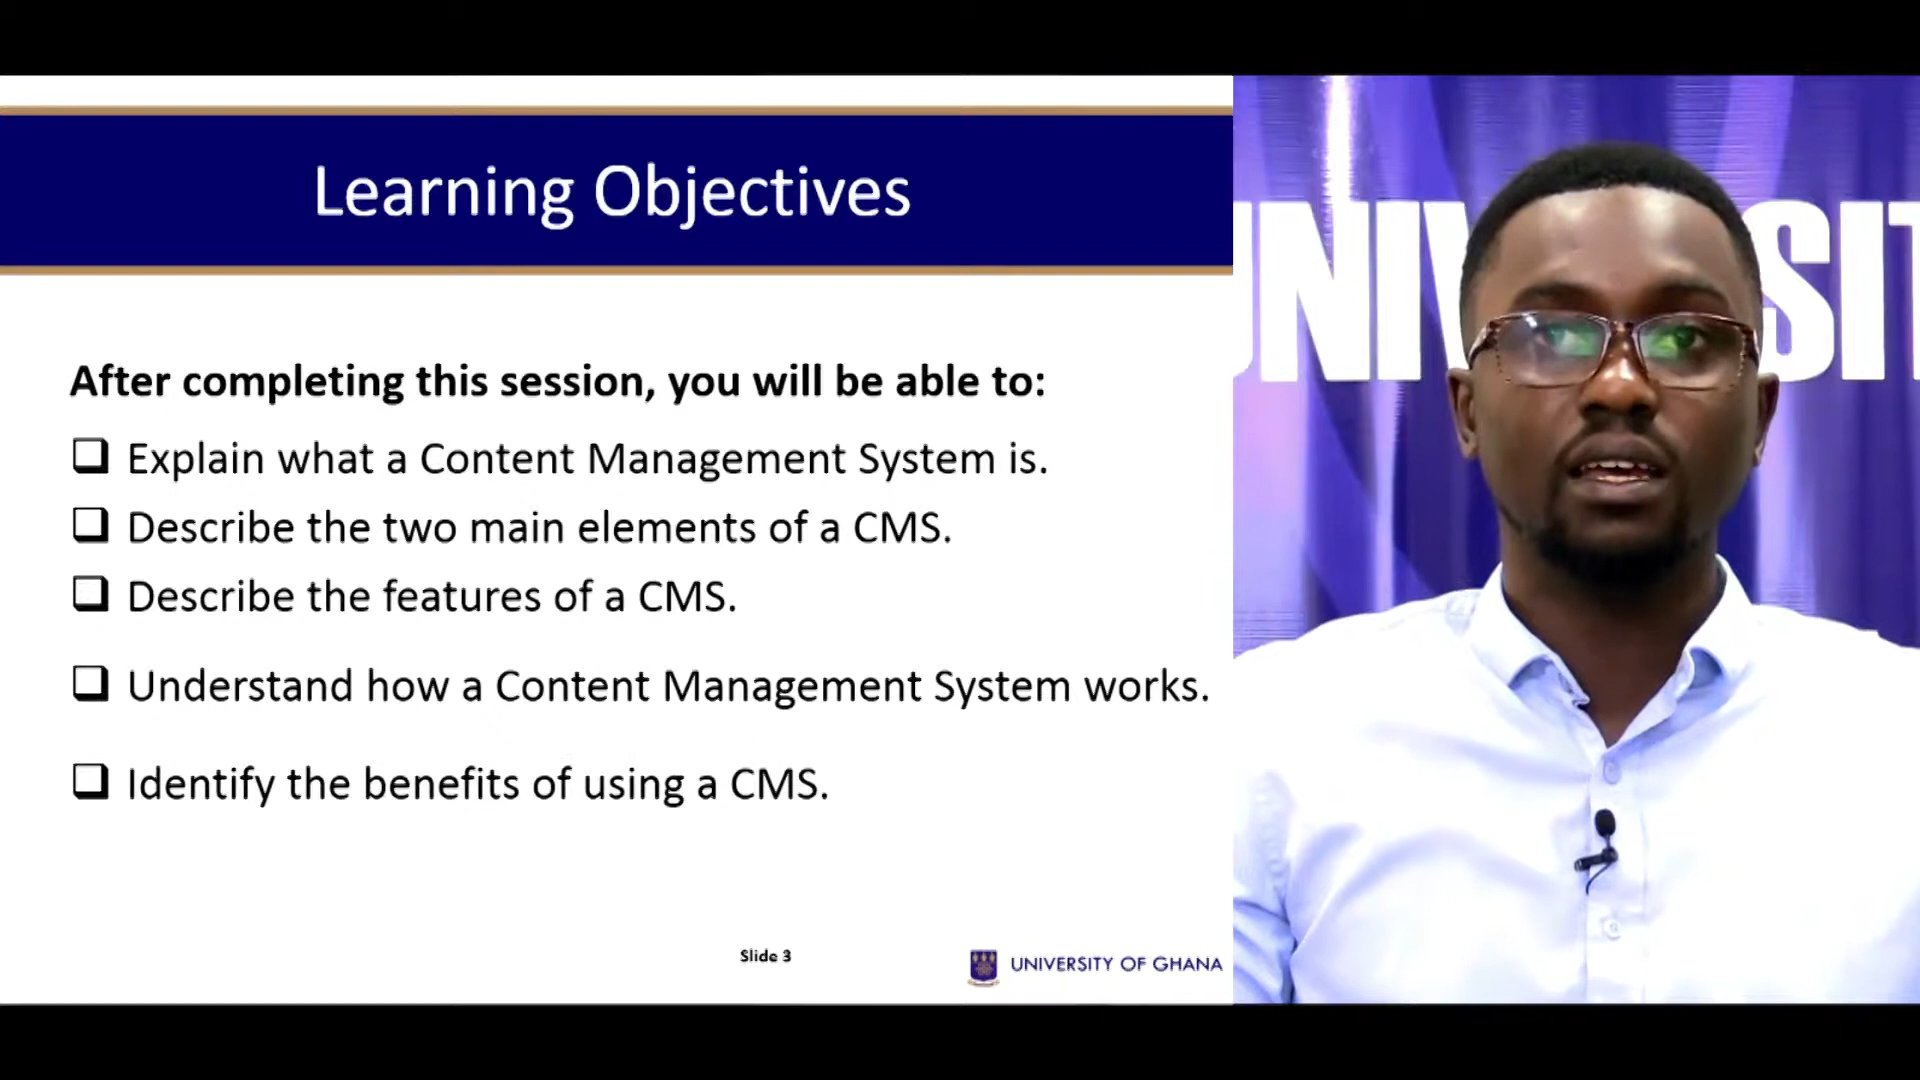 Learning Objectives
After completing this session, you will be able to:
Explain what a Content Management System is.
Describe the two main elements of a CMS.
Describe the features of a CMS.
Understand how a Content Management System works.
Identify the benefits of using a CMS.
Slide 3
UNIVERSITY OF GHANA
UNIV SIT